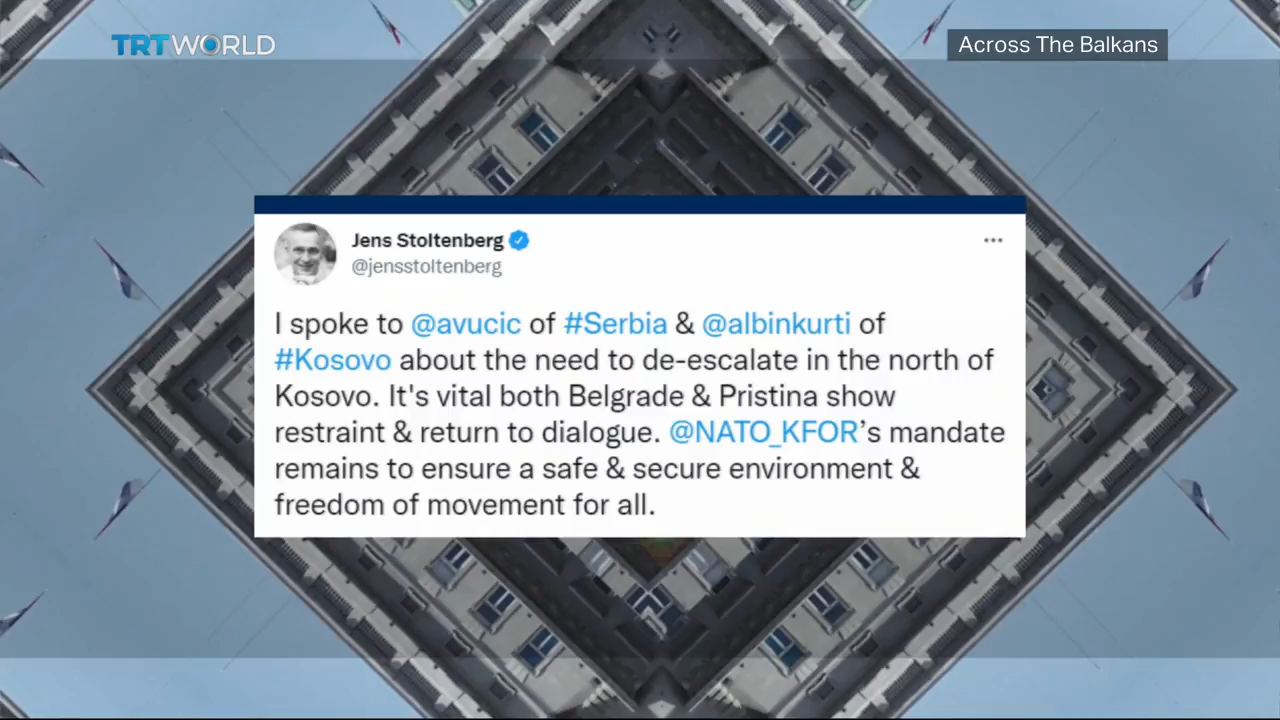 TRT WORLD
Across The Balkans
Jens Stoltenberg
@jensstoltenberg
I spoke to @avucic of #Serbia & @albinkurti of
#Kosovo about the need to de-escalate in the north of
Kosovo. It's vital both Belgrade & Pristina show
restraint & return to dialogue. @NATO_KFOR’s mandate
remains to ensure a safe & secure environment &
freedom of movement for all.